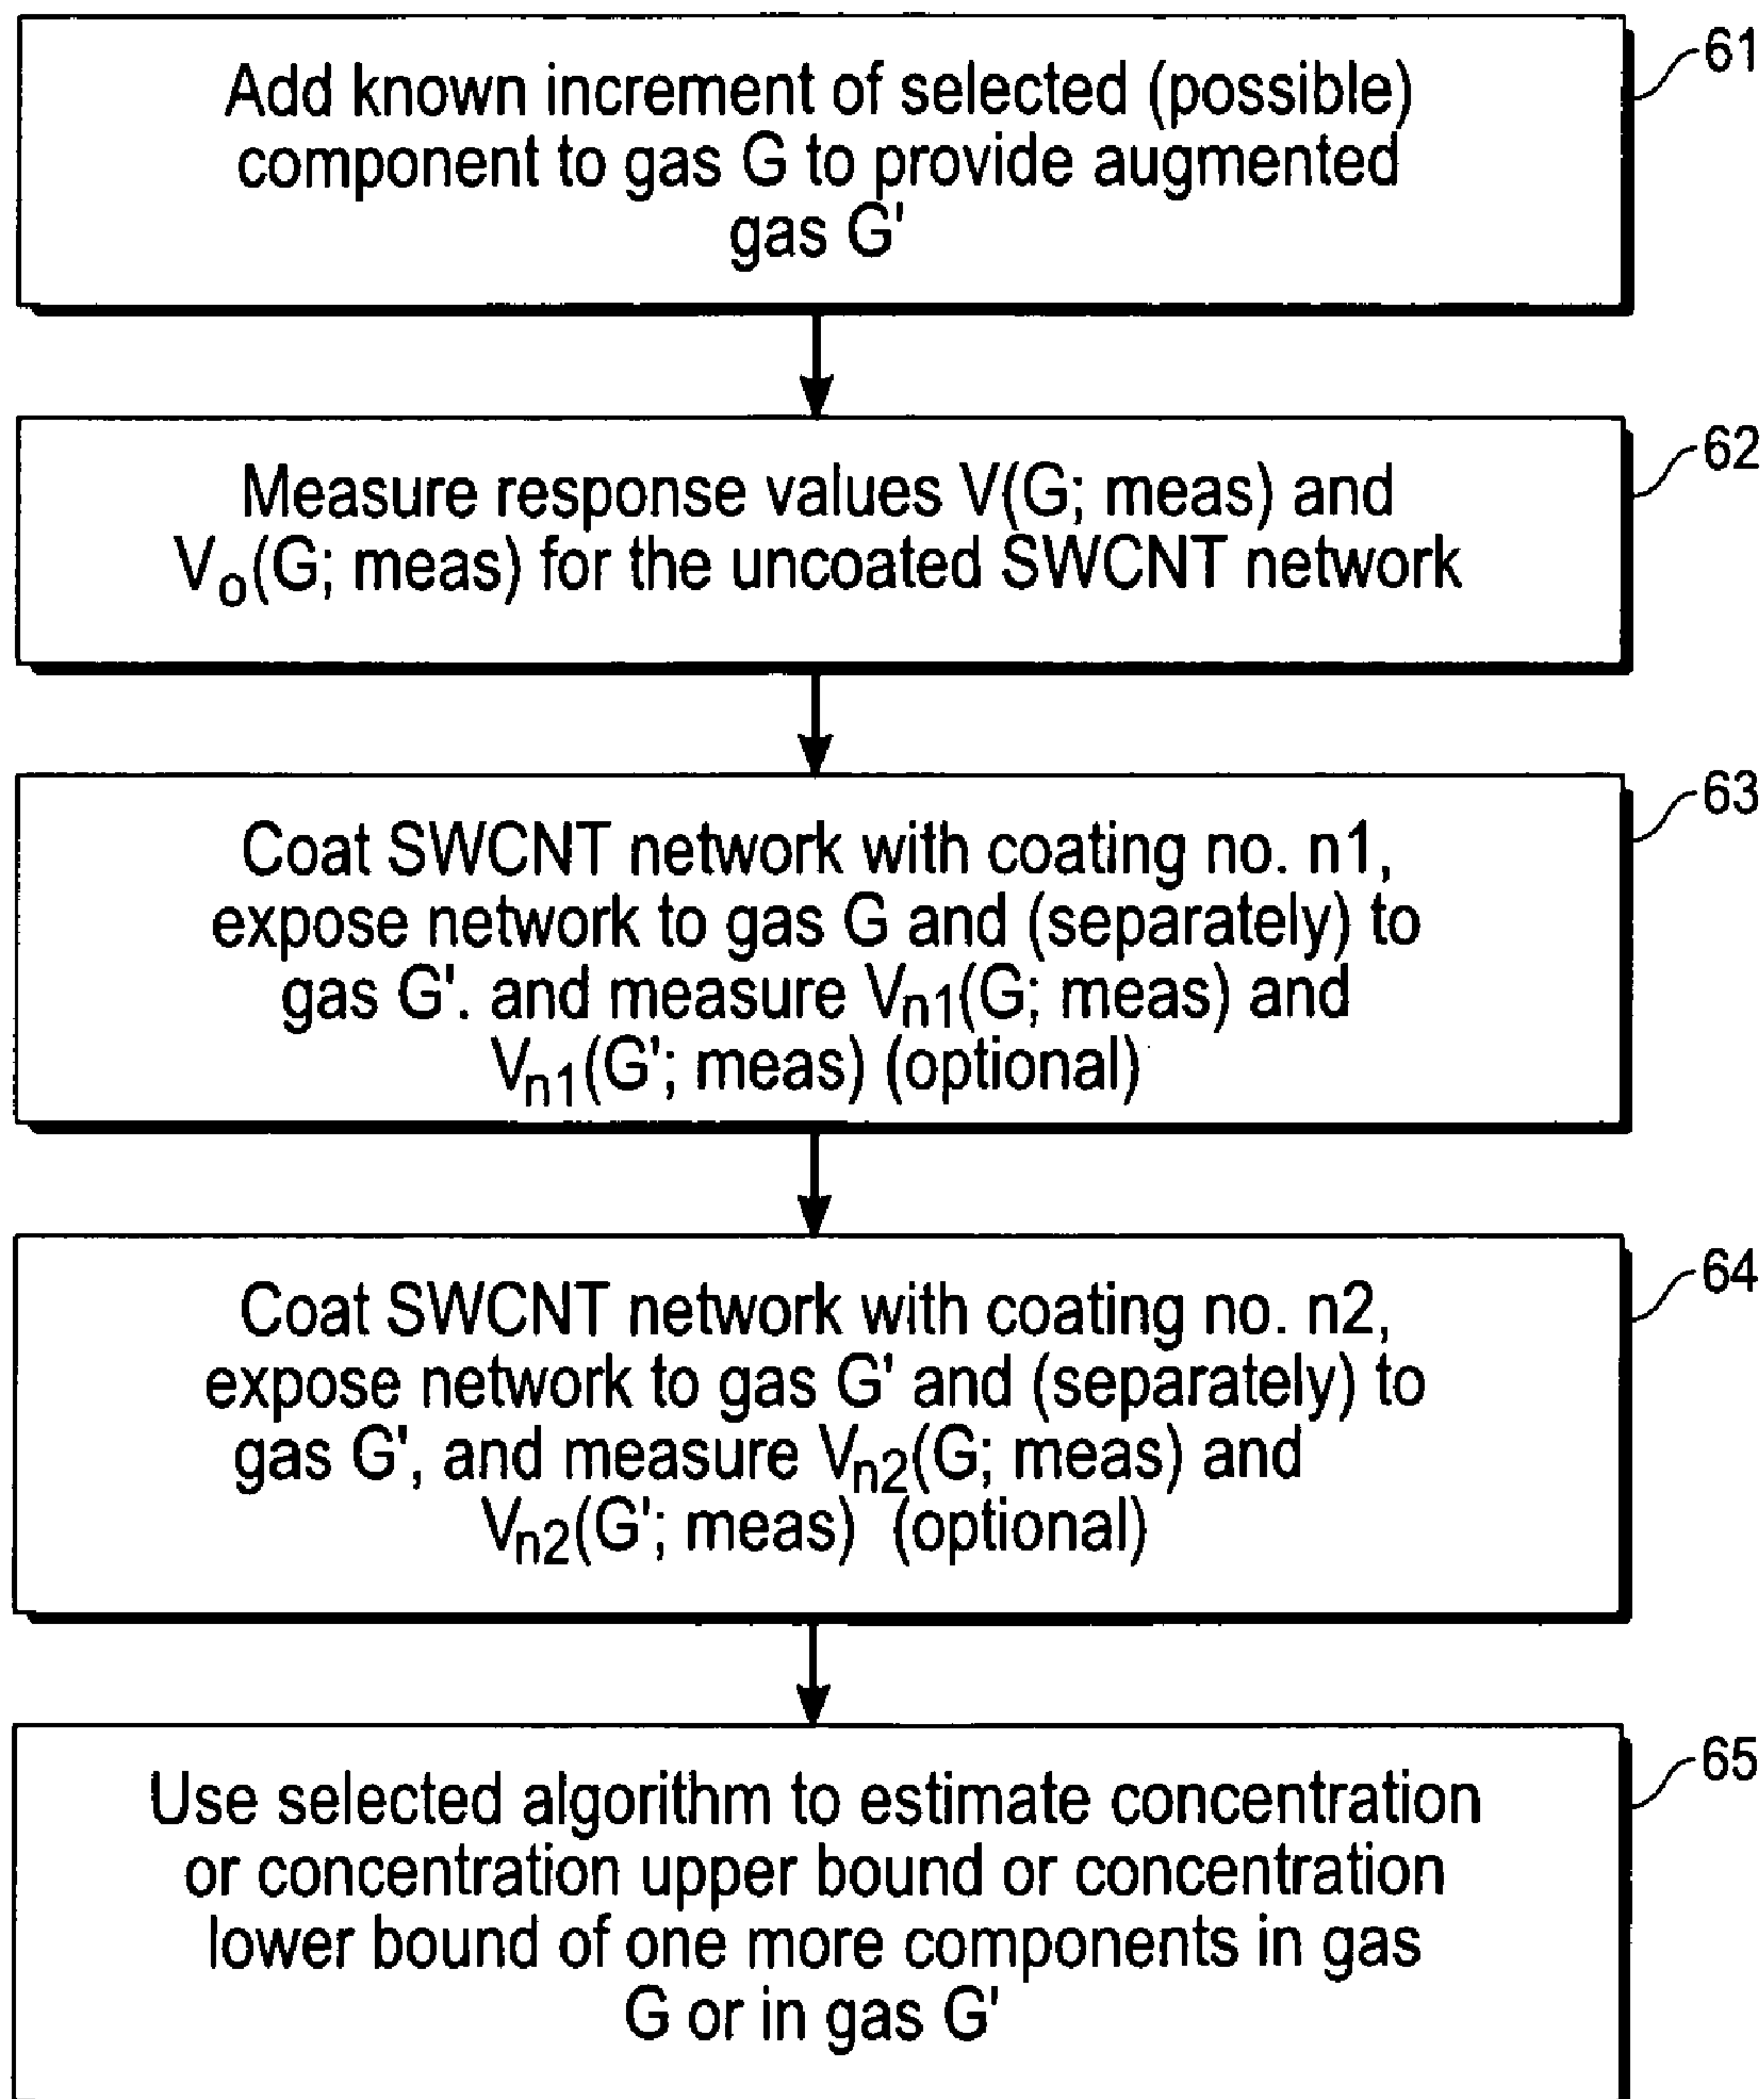 Add known increment of selected (possible)
component to gas G to provide augmented
gas G'
61
Measure response values V(G; meas) and
Vo(G; meas) for the uncoated SWCNT network
62
Coat SWCNT network with coating no. n1,
expose network to gas G and (separately) to
gas G'. and measure Vn1(G; meas) and
Vn1(G'; meas) (optional)
63
Coat SWCNT network with coating no. n2,
expose network to gas G' and (separately) to
gas G', and measure Vn2(G; meas) and
Vn2(G'; meas) (optional)
64
Use selected algorithm to estimate concentration
or concentration upper bound or concentration
lower bound of one more components in gas
G or in gas G'
65